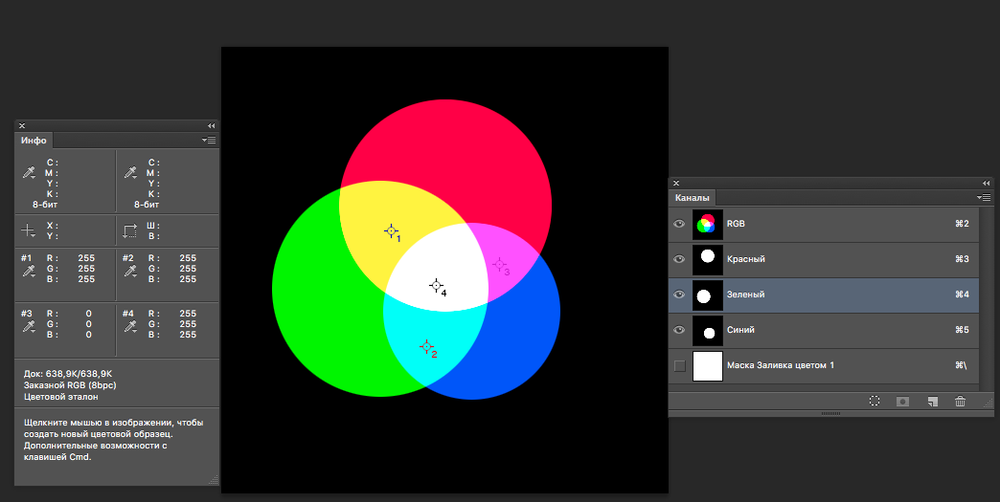 Инфо
C :
M :
Y :
K :
8-бит
C :
M :
Y :
K :
8-бит
X :
Y :
Ш :
В :
#1 R : 255
G : 255
B : 255
#2 R : 255
G : 255
B : 255
#3 R : 0
G : 0
B : 0
#4 R : 255
G : 255
B : 255
Док: 638,9K/638,9K
Заказной RGB (8bpc)
Цветовой эталон
Щелкните мышью в изображении, чтобы
создать новый цветовой образец.
Дополнительные возможности с
клавишей Cmd.
1
3
4
2
Каналы
RGB ⌘2
Красный ⌘3
Зеленый ⌘4
Синий ⌘5
Маска Заливка цветом 1 ⌘\